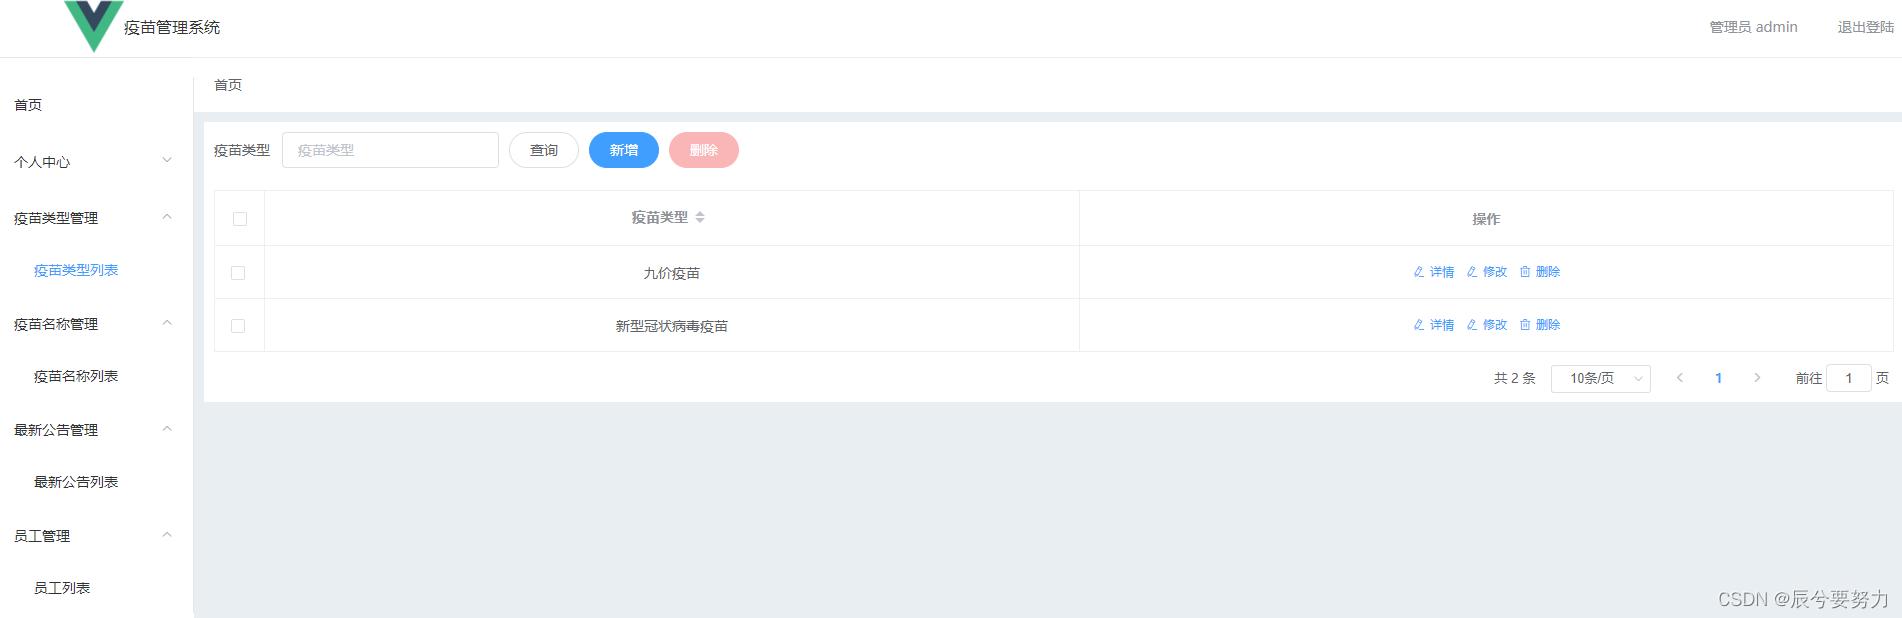 疫苗管理系统
管理员 admin 退出登陆
首页
个人中心
疫苗类型管理
疫苗类型列表
疫苗名称管理
疫苗名称列表
最新公告管理
最新公告列表
员工管理
员工列表
首页
疫苗类型 疫苗类型 查询 新增 删除
疫苗类型 操作
九价疫苗 详情 修改 删除
新型冠状病毒疫苗 详情 修改 删除
共 2 条 10条/页 1 前往 1 页
CSDN @辰兮要努力